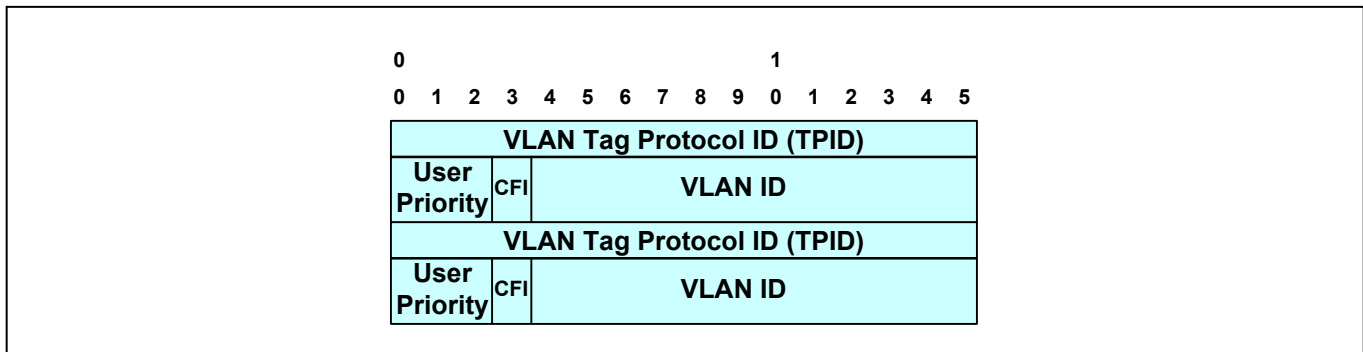 0 1
0 1 2 3 4 5 6 7 8 9 0 1 2 3 4 5
VLAN Tag Protocol ID (TPID)
User
Priority CFI VLAN ID
VLAN Tag Protocol ID (TPID)
User
Priority CFI VLAN ID